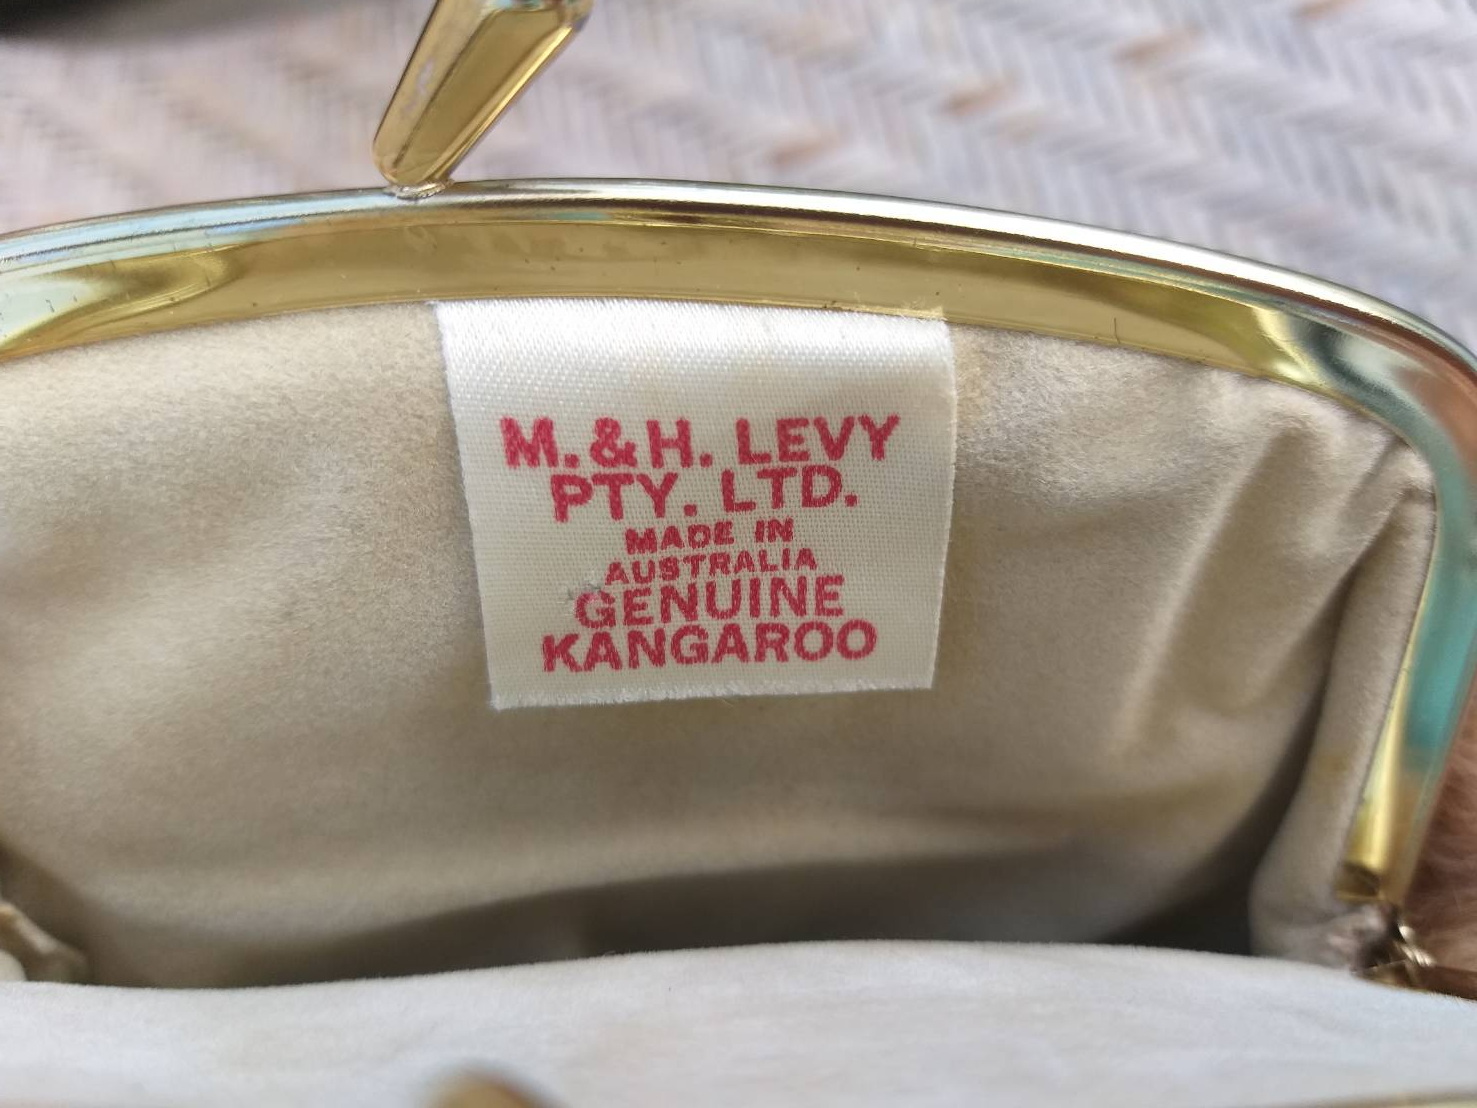 M. & H. LEVY
PTY. LTD.
MADE IN
AUSTRALIA
GENUINE
KANGAROO